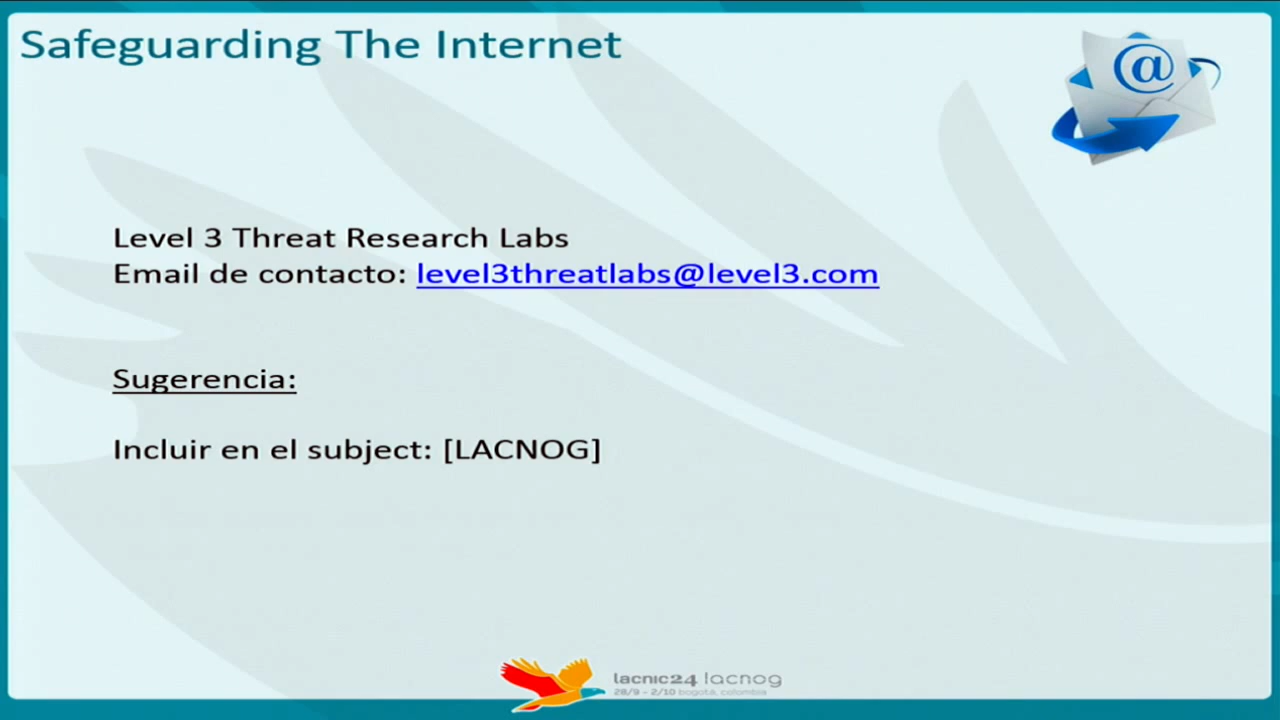 Safeguarding The Internet
@
Level 3 Threat Research Labs
Email de contacto: level3threatlabs@level3.com
Sugerencia:
Incluir en el subject: [LACNOG]
lacnic24 lacnog
28/9 - 2/10 bogotá, colombia